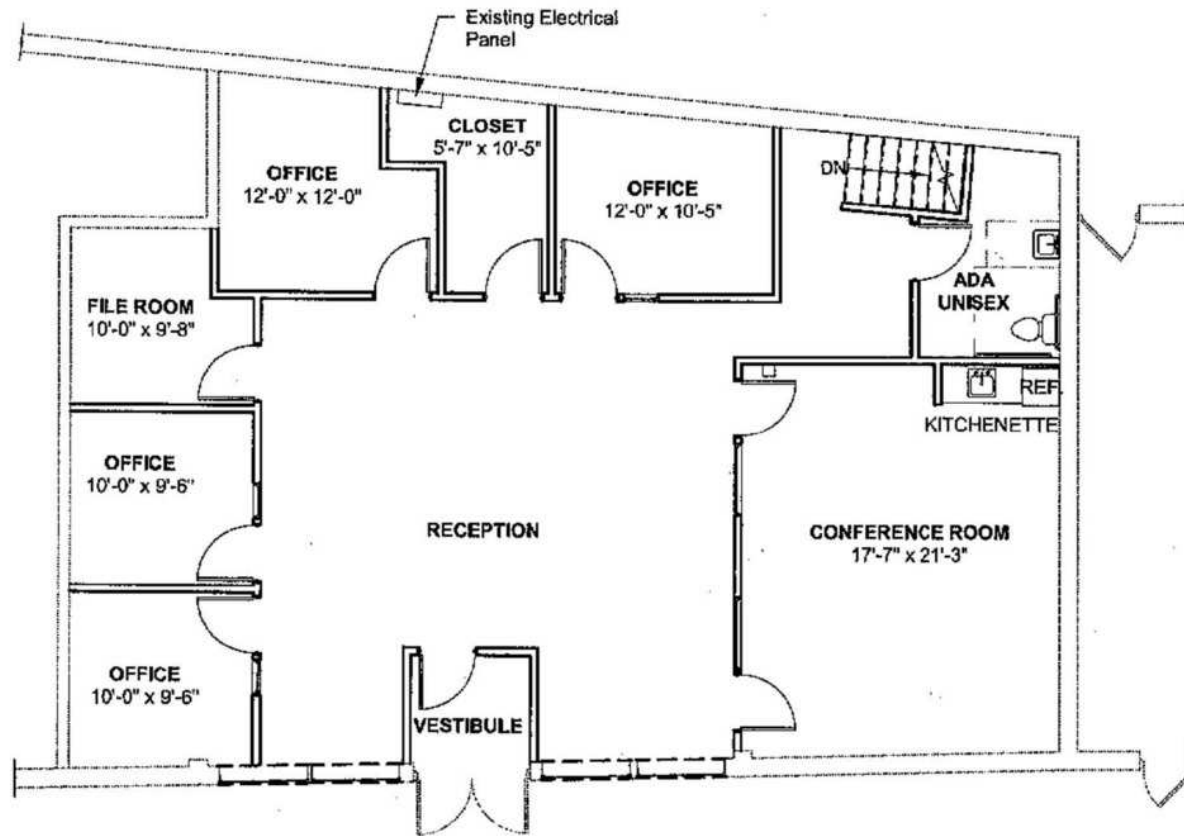 Existing Electrical
Panel
CLOSET
5'-7" x 10'-5"
OFFICE
12'-0" x 12'-0"
OFFICE
12'-0" x 10'-5"
DN
ADA
UNISEX
FILE ROOM
10'-0" x 9'-8"
REF.
KITCHENETTE
OFFICE
10'-0" x 9'-6"
RECEPTION
CONFERENCE ROOM
17'-7" x 21'-3"
OFFICE
10'-0" x 9'-6"
VESTIBULE